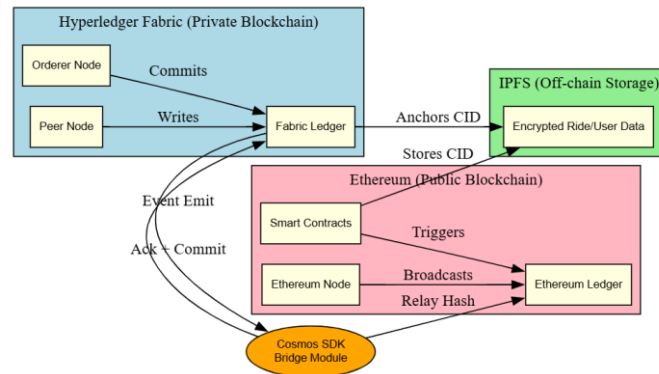 Hyperledger Fabric (Private Blockchain)
Orderer Node
Commits
IPFS (Off-chain Storage)
Peer Node
Writes
Fabric Ledger
Anchors CID
Encrypted Ride/User Data
Stores CID
Ethereum (Public Blockchain)
Event Emit
Smart Contracts
Ack + Commit
Triggers
Ethereum Node
Broadcasts
Ethereum Ledger
Relay Hash
Cosmos SDK
Bridge Module